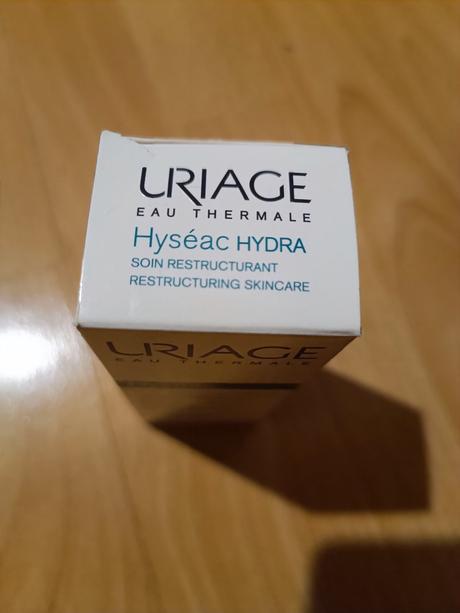 URIAGE
EAU THERMALE
Hyséac HYDRA
SOIN RESTRUCTURANT
RESTRUCTURING SKINCARE
URIAGE
EAU THERMALE